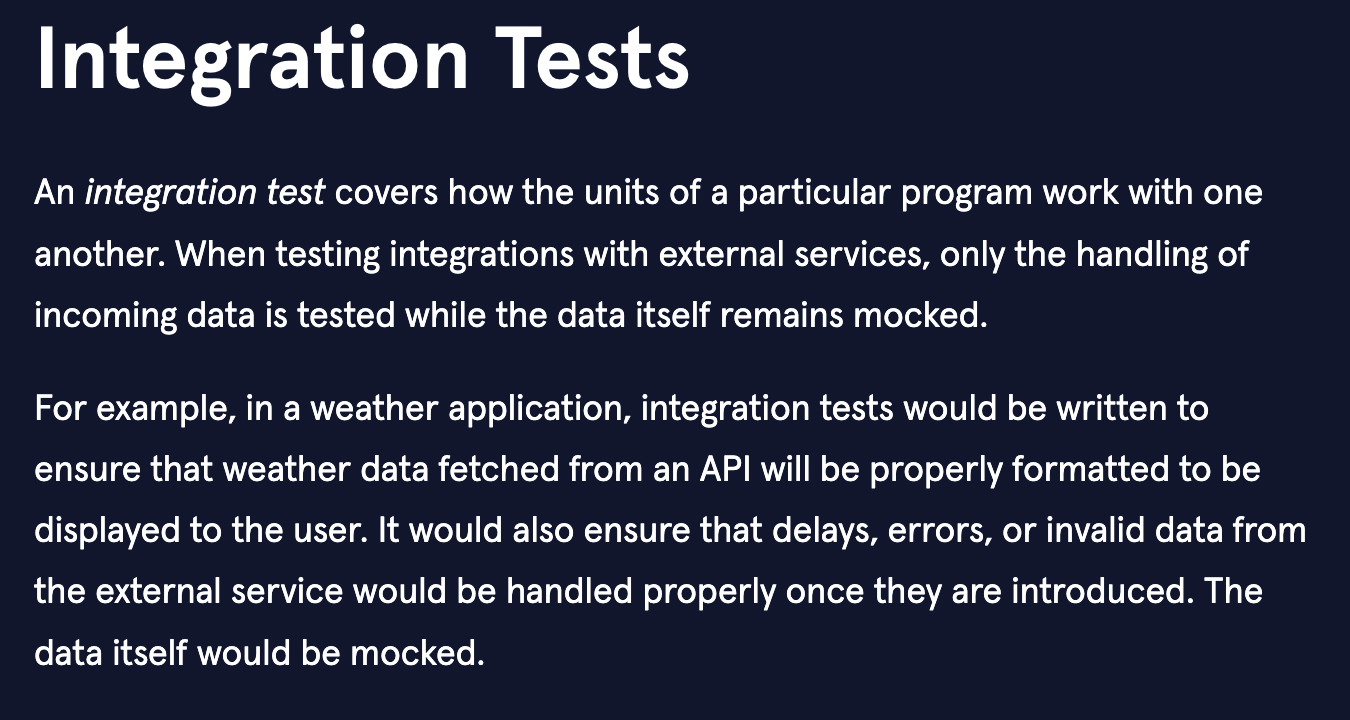 Integration Tests
An integration test covers how the units of a particular program work with one
another. When testing integrations with external services, only the handling of
incoming data is tested while the data itself remains mocked.
For example, in a weather application, integration tests would be written to
ensure that weather data fetched from an API will be properly formatted to be
displayed to the user. It would also ensure that delays, errors, or invalid data from
the external service would be handled properly once they are introduced. The
data itself would be mocked.